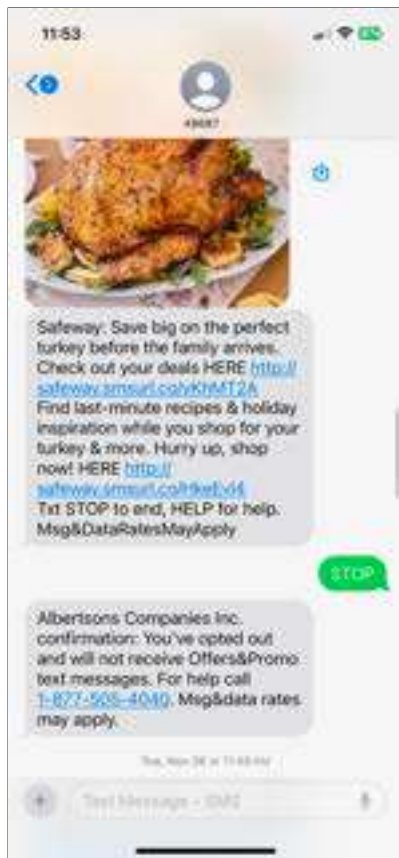 11:53
Safeway: Save big on the perfect
turkey before the family arrives.
Check out your deals HERE http://
safeway.smsurl.co/yKhMT2A
Find last-minute recipes & holiday
inspiration while you shop for your
turkey & more. Hurry up, shop
now! HERE http://
Txt STOP to end, HELP for help.
Msg&DataRatesMayApply
STOP
Albertsons Companies Inc.
confirmation: You've opted out
and will not receive Offers&Promo
text messages. For help call
1-877-505-4040. Msg&data rates
may apply.
Text Message - SMS